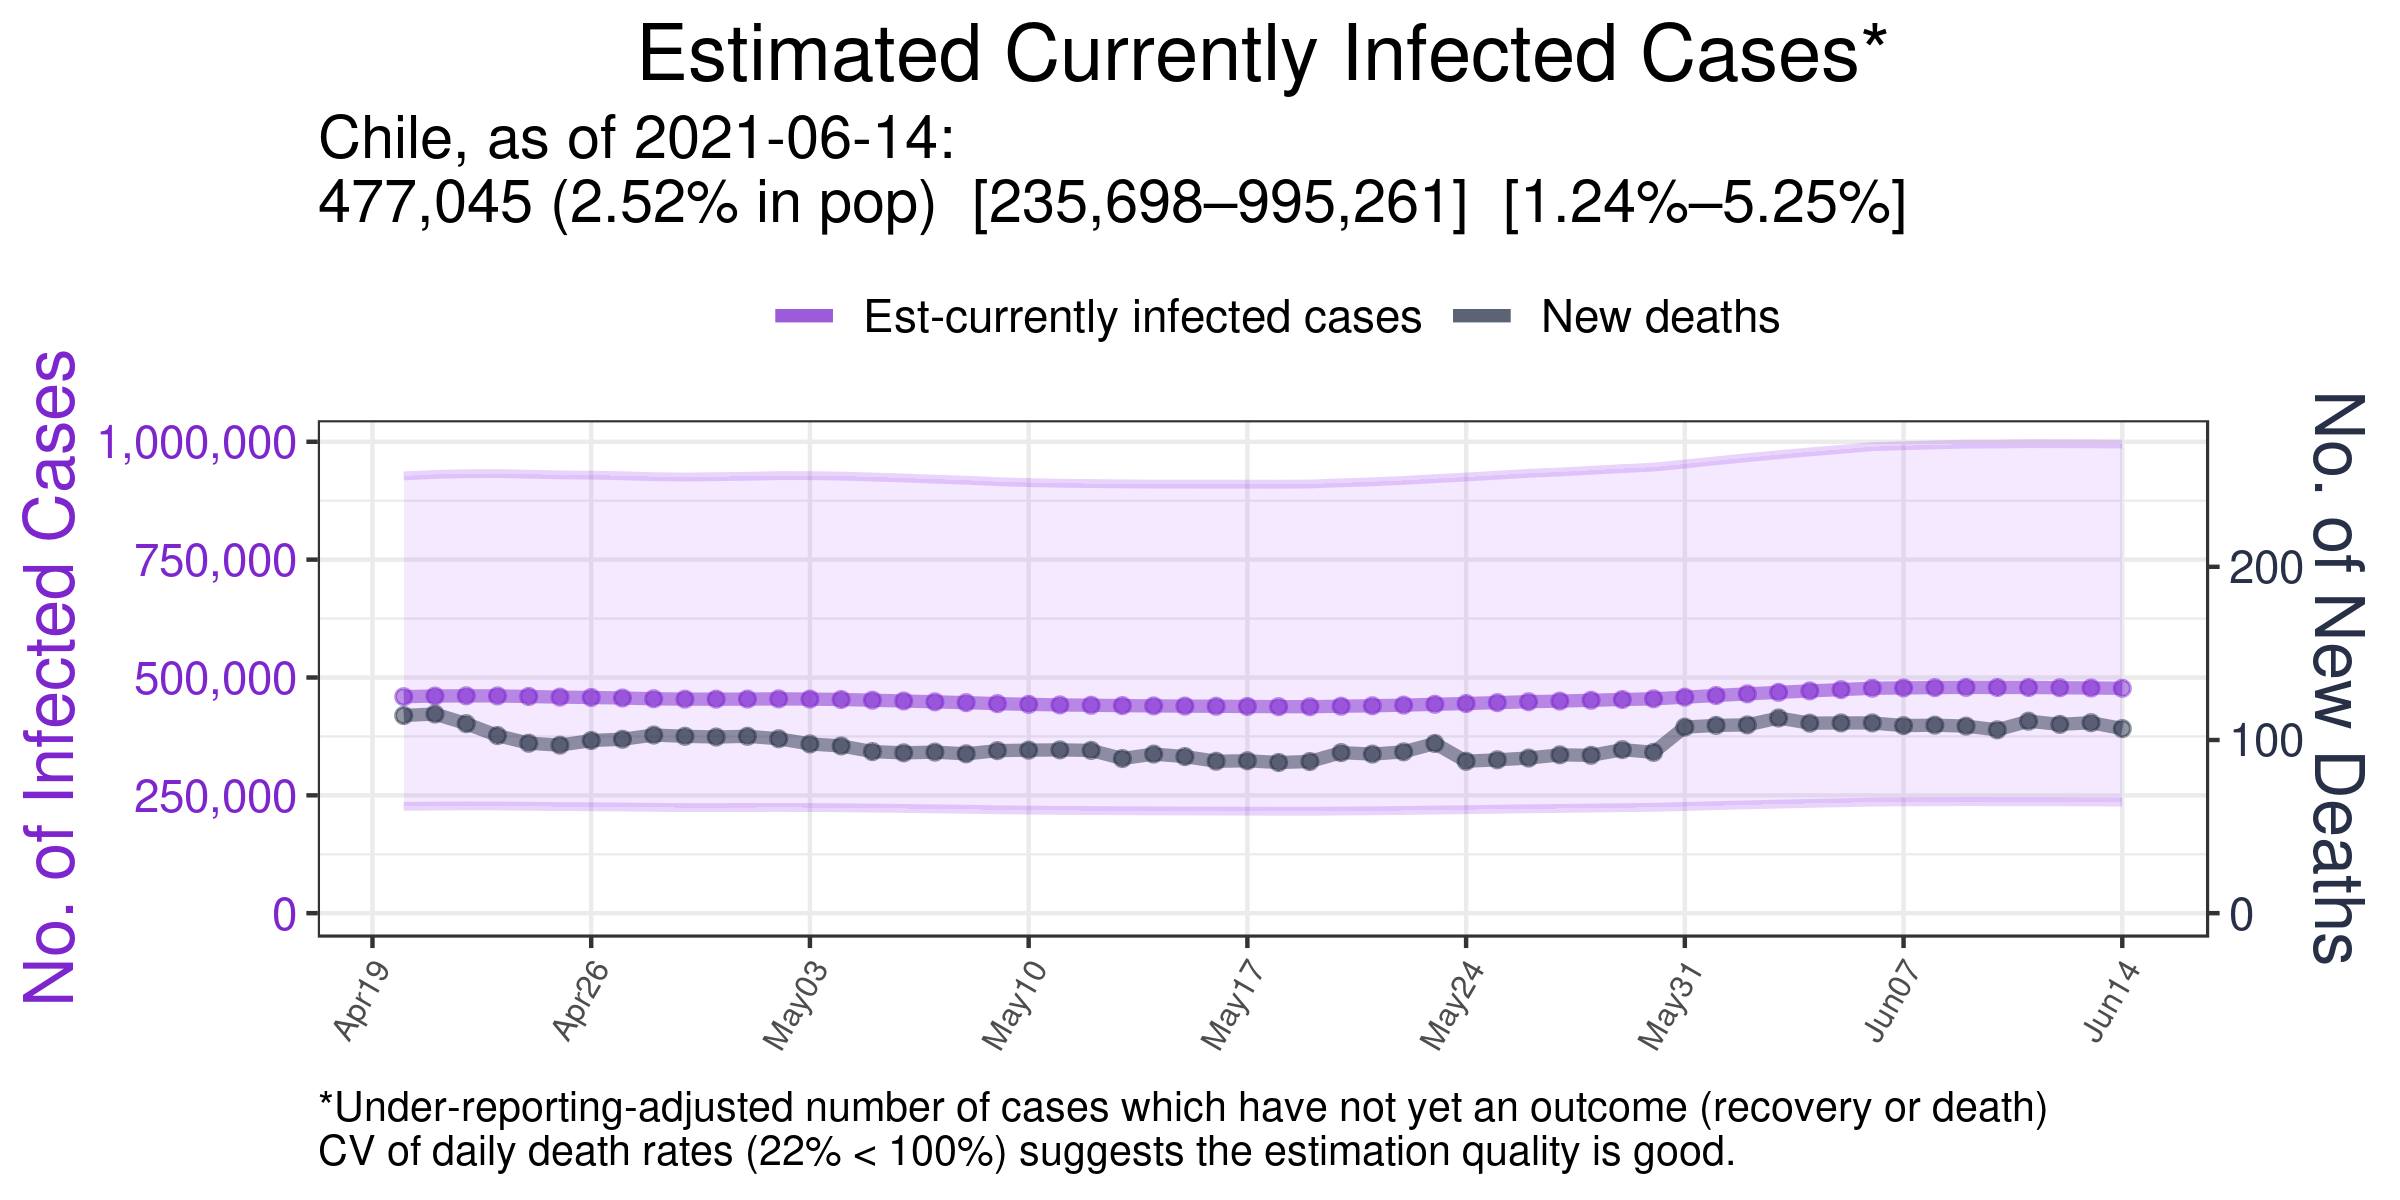 Estimated Currently Infected Cases*
Chile, as of 2021-06-14:
477,045 (2.52% in pop) [235,698–995,261] [1.24%–5.25%]
Est-currently infected cases New deaths
No. of Infected Cases
1,000,000
750,000
500,000
250,000
0
200
100
0
No. of New Deaths
Apr19 Apr26 May03 May10 May17 May24 May31 Jun07 Jun14
*Under-reporting-adjusted number of cases which have not yet an outcome (recovery or death)
CV of daily death rates (22% < 100%) suggests the estimation quality is good.